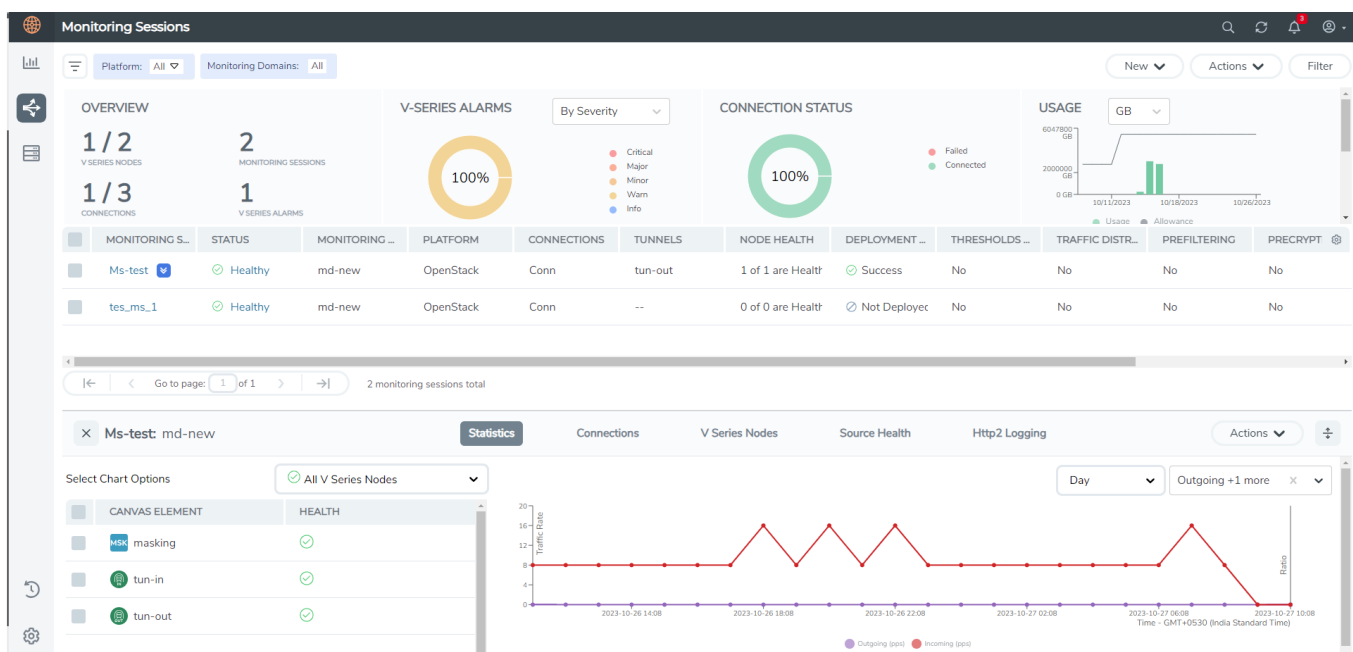 Monitoring Sessions
3
Platform: All
Monitoring Domains: All
New
Actions
Filter
OVERVIEW
1 / 2
V SERIES NODES
2
MONITORING SESSIONS
1 / 3
CONNECTIONS
1
V SERIES ALARMS
V-SERIES ALARMS
By Severity
100%
Critical
Major
Minor
Warn
Info
CONNECTION STATUS
100%
Failed
Connected
USAGE
GB
6047800
GB
2000000
GB
0 GB
10/11/2023 10/18/2023 10/26/2023
Usage Allowance
MONITORING S... STATUS MONITORING ... PLATFORM CONNECTIONS TUNNELS NODE HEALTH DEPLOYMENT ... THRESHOLDS ... TRAFFIC DISTR... PREFILTERING PRECRYPT
Ms-test Healthy md-new OpenStack Conn tun-out 1 of 1 are Health Success No No No No
tes_ms_1 Healthy md-new OpenStack Conn -- 0 of 0 are Health Not Deployec No No No No
Go to page: 1 of 1
2 monitoring sessions total
Ms-test: md-new
Statistics
Connections
V Series Nodes
Source Health
Http2 Logging
Actions
Select Chart Options
All V Series Nodes
Day
Outgoing +1 more
CANVAS ELEMENT HEALTH
MSK masking
tun-in
tun-out
Traffic Rate
20
16
12
8
4
0
Ratio
2023-10-26 14:08 2023-10-26 18:08 2023-10-26 22:08 2023-10-27 02:08 2023-10-27 06:08 2023-10-27 10:08
Time - GMT+0530 (India Standard Time)
Outgoing (pps) Incoming (pps)